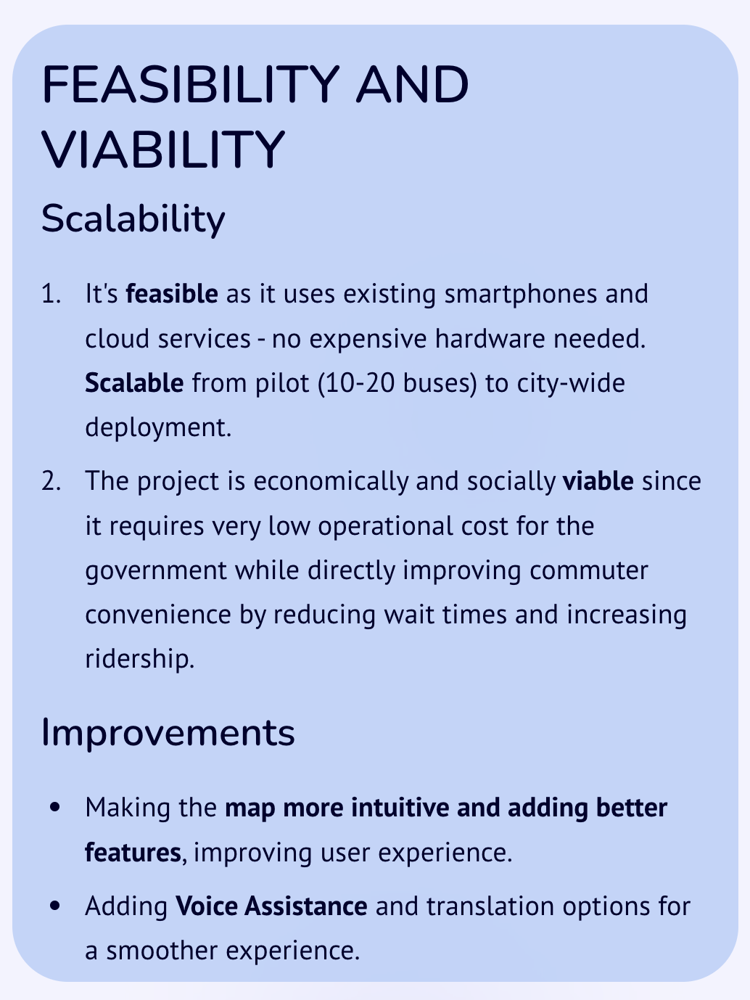 FEASIBILITY AND
VIABILITY
Scalability
1. It's feasible as it uses existing smartphones and
cloud services - no expensive hardware needed.
Scalable from pilot (10-20 buses) to city-wide
deployment.
2. The project is economically and socially viable since
it requires very low operational cost for the
government while directly improving commuter
convenience by reducing wait times and increasing
ridership.
Improvements
• Making the map more intuitive and adding better
features, improving user experience.
• Adding Voice Assistance and translation options for
a smoother experience.